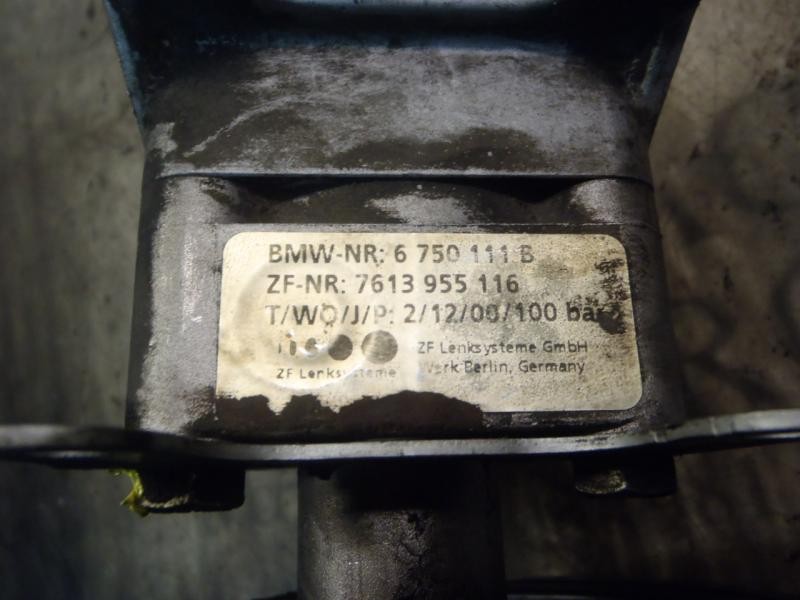 BMW-NR: 6 750 111 B
ZF-NR: 7613 955 116
T/WO/J/P: 2/12/00/100 bar
ZF Lenksysteme GmbH
ZF Lenksysteme Werk Berlin, Germany